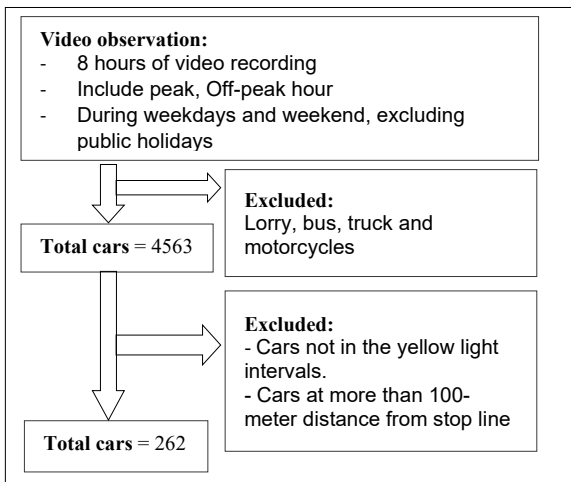 Video observation:
- 8 hours of video recording
- Include peak, Off-peak hour
- During weekdays and weekend, excluding
public holidays
Excluded:
Lorry, bus, truck and
motorcycles
Total cars = 4563
Excluded:
- Cars not in the yellow light
intervals.
- Cars at more than 100-
meter distance from stop line
Total cars = 262